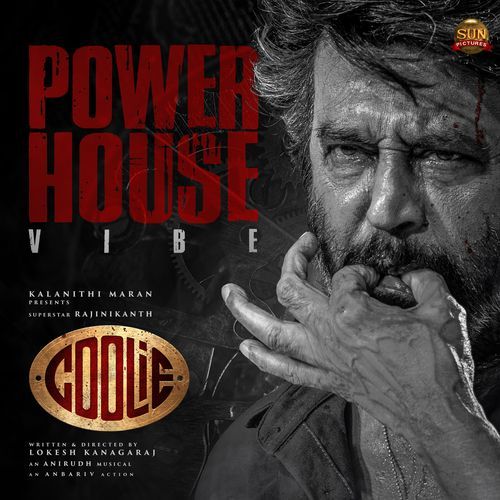 SUN
PICTURES
POWER
HOUSE
VIBE
KALANITHI MARAN
PRESENTS
SUPERSTAR RAJINIKANTH
COOLIE
WRITTEN & DIRECTED BY
LOKESH KANAGARAJ
AN ANIRUDH MUSICAL
AN ANBARIV ACTION